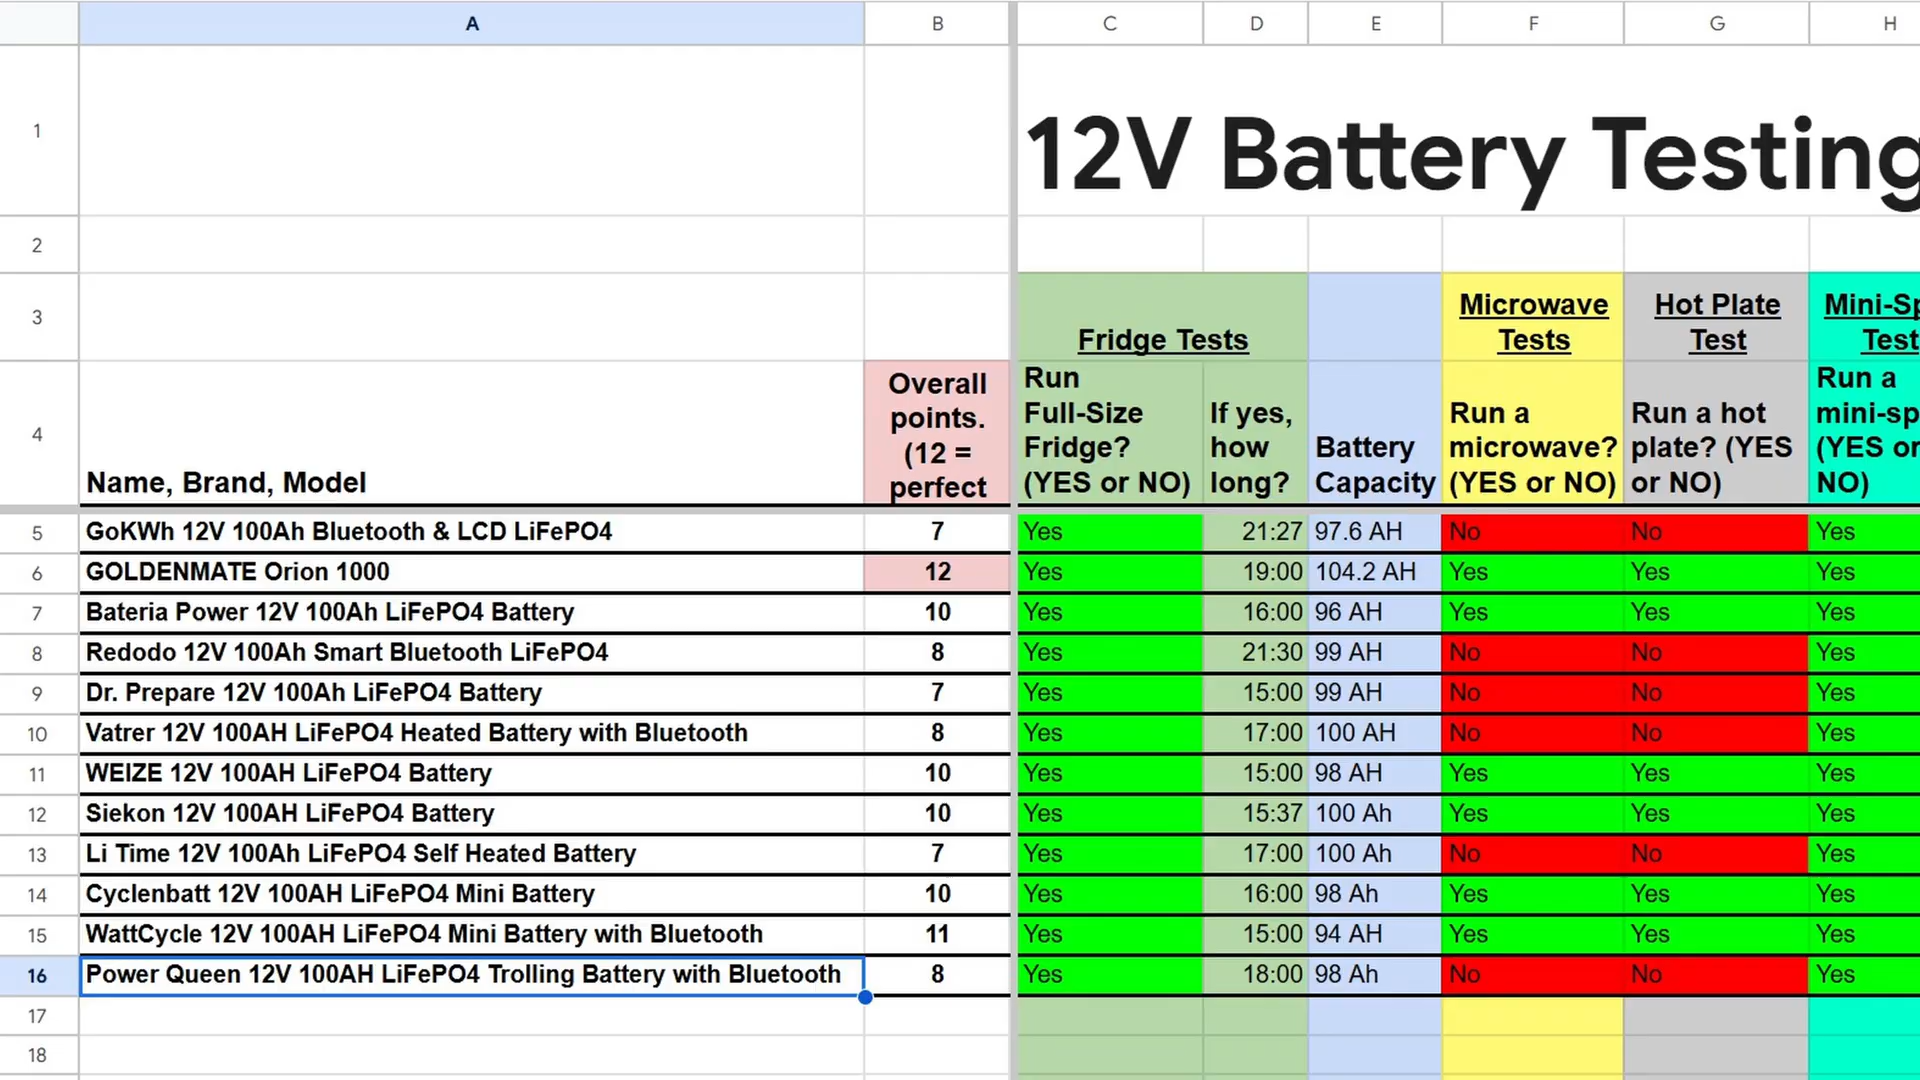 A B C D E F G H
1 12V Battery Testing
2
3 Fridge Tests Microwave Tests Hot Plate Test Mini-Sp Test
4 Name, Brand, Model Overall points. (12 = perfect Run Full-Size Fridge? (YES or NO) If yes, how long? Battery Capacity Run a microwave? (YES or NO) Run a hot plate? (YES or NO) Run a mini-sp (YES or NO)
5 GoKWh 12V 100Ah Bluetooth & LCD LiFePO4 7 Yes 21:27 97.6 AH No No Yes
6 GOLDENMATE Orion 1000 12 Yes 19:00 104.2 AH Yes Yes Yes
7 Bateria Power 12V 100Ah LiFePO4 Battery 10 Yes 16:00 96 AH Yes Yes Yes
8 Redodo 12V 100Ah Smart Bluetooth LiFePO4 8 Yes 21:30 99 AH No No Yes
9 Dr. Prepare 12V 100Ah LiFePO4 Battery 7 Yes 15:00 99 AH No No Yes
10 Vatrer 12V 100AH LiFePO4 Heated Battery with Bluetooth 8 Yes 17:00 100 AH No No Yes
11 WEIZE 12V 100AH LiFePO4 Battery 10 Yes 15:00 98 AH Yes Yes Yes
12 Siekon 12V 100AH LiFePO4 Battery 10 Yes 15:37 100 Ah Yes Yes Yes
13 Li Time 12V 100Ah LiFePO4 Self Heated Battery 7 Yes 17:00 100 Ah No No Yes
14 Cyclenbatt 12V 100AH LiFePO4 Mini Battery 10 Yes 16:00 98 Ah Yes Yes Yes
15 WattCycle 12V 100AH LiFePO4 Mini Battery with Bluetooth 11 Yes 15:00 94 AH Yes Yes Yes
16 Power Queen 12V 100AH LiFePO4 Trolling Battery with Bluetooth 8 Yes 18:00 98 Ah No No Yes
17
18